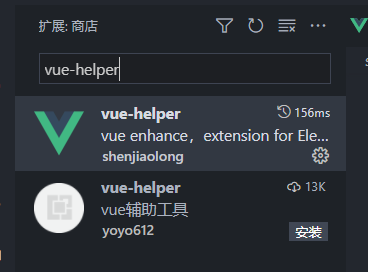 扩展: 商店
vue-helper
vue-helper 156ms
vue enhance，extension for Ele...
shenjiaolong
vue-helper 13K
vue辅助工具
yoyo612 安装